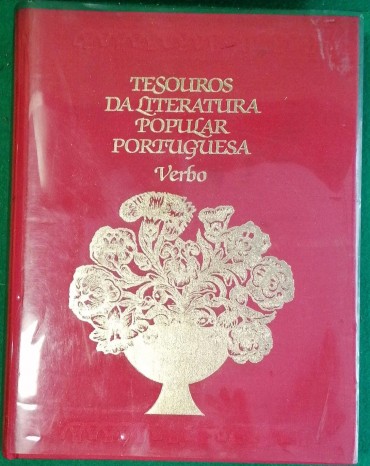 TESOUROS
DA LITERATURA
POPULAR
PORTUGUESA
Verbo